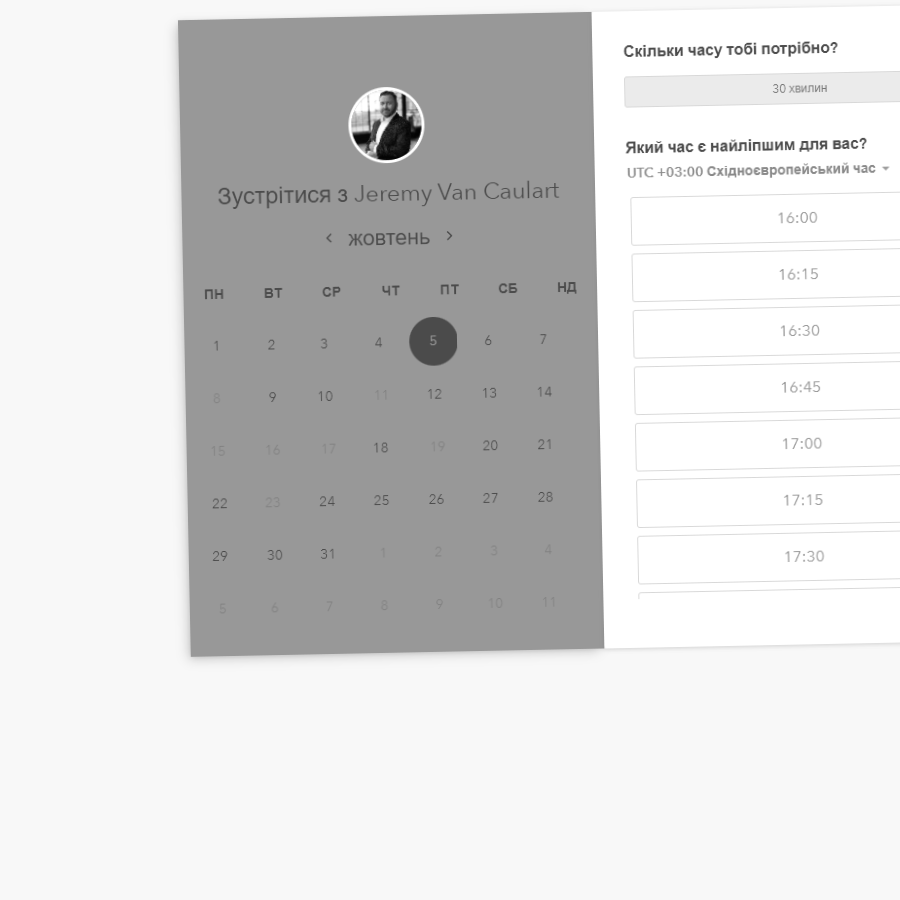 Зустрітися з Jeremy Van Caulart
жовтень
ПН ВТ СР ЧТ ПТ СБ НД
1 2 3 4 5 6 7
8 9 10 11 12 13 14
15 16 17 18 19 20 21
22 23 24 25 26 27 28
29 30 31 1 2 3 4
5 6 7 8 9 10 11
Скільки часу тобі потрібно?
30 хвилин
Який час є найліпшим для вас?
UTC +03:00 Східноєвропейський час
16:00
16:15
16:30
16:45
17:00
17:15
17:30